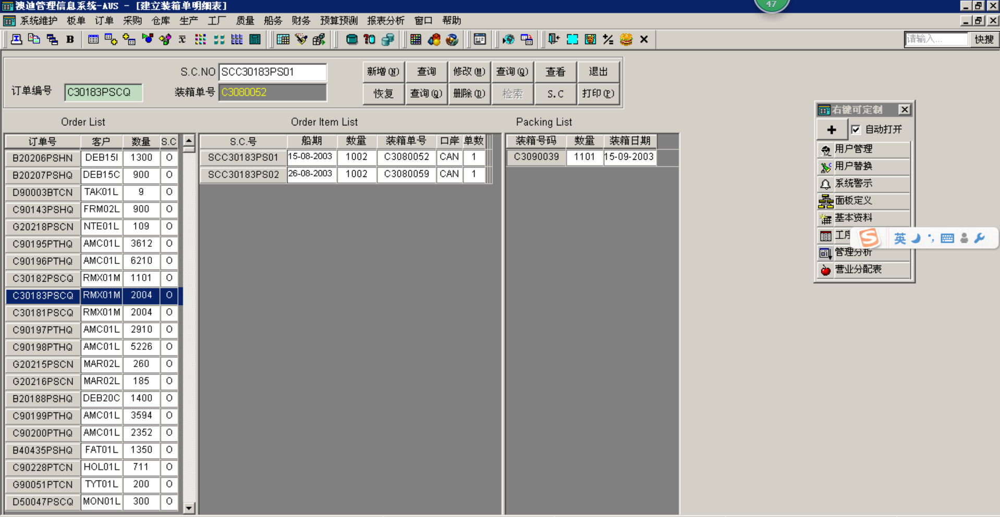 澳迪管理信息系统-AUS - [建立装箱单明细表]
47
系统维护 板单 订单 采购 仓库 生产 工厂 质量 船务 财务 预算预测 报表分析 窗口 帮助
B x
请输入... 快搜
S.C.NO SCC30183PS01 新增(N) 查询 修改(M) 查询(Q) 查看 退出
订单编号 C30183PSCQ 装箱单号 C3080052 恢复 查询(Q) 删除(D) 检索 S.C 打印(P)
Order List Order Item List Packing List
订单号 客户 数量 S.C
B20206PSHN DEB15I 1300 O
B20207PSHQ DEB15C 900 O
D90003BTCN TAK01L 9 O
C90143PSHQ FRM02L 900 O
G20218PSCN NTE01L 109 O
C90195PTHQ AMC01L 3612 O
C90196PTHQ AMC01L 6210 O
C30182PSCQ RMX01M 1101 O
C30183PSCQ RMX01M 2004 O
C30181PSCQ RMX01M 2004 O
C90197PTHQ AMC01L 2910 O
C90198PTHQ AMC01L 5226 O
G20215PSCN MAR02L 260 O
G20216PSCN MAR02L 185 O
B20188PSHQ DEB20C 1400 O
C90199PTHQ AMC01L 3594 O
C90200PTHQ AMC01L 2352 O
B40435PSHQ FAT01L 1350 O
C90228PTCN HOL01L 711 O
G90051PTCN TYT01L 200 O
D50047PSCQ MON01L 300 O
S.C.号 船期 数量 装箱单号 口岸 单数
SCC30183PS01 15-08-2003 1002 C3080052 CAN 1
SCC30183PS02 26-08-2003 1002 C3080059 CAN 1
装箱号码 数量 装箱日期
C3090039 1101 15-09-2003
右键可定制
+ 自动打开
用户管理
用户替换
系统警示
面板定义
基本资料
工序
S 英
管理分析
营业分配表